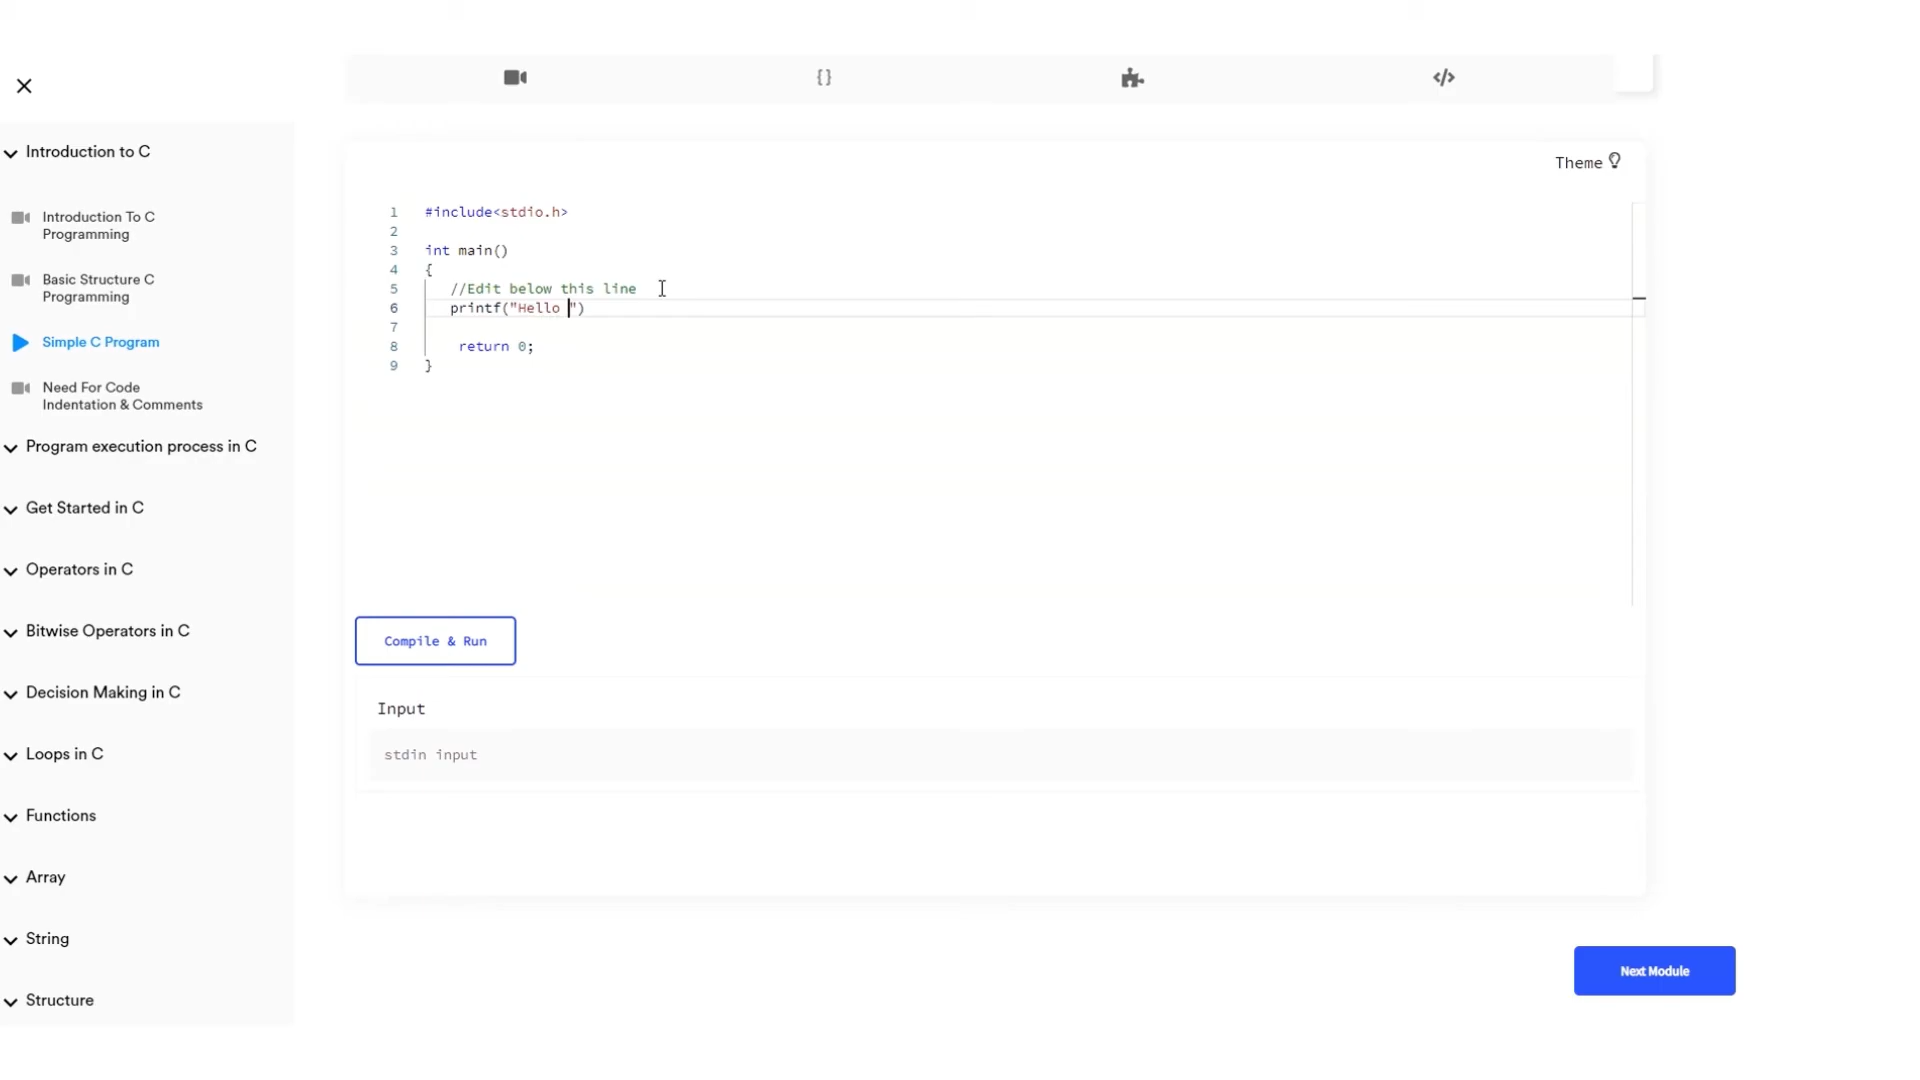 Introduction to C
Introduction To C
Programming
Basic Structure C
Programming
Simple C Program
Need For Code
Indentation & Comments
Program execution process in C
Get Started in C
Operators in C
Bitwise Operators in C
Decision Making in C
Loops in C
Functions
Array
String
Structure
{}
</>
Theme
1 #include<stdio.h>
2
3 int main()
4 {
5 //Edit below this line
6 printf("Hello ")
7
8 return 0;
9 }
Compile & Run
Input
stdin input
Next Module